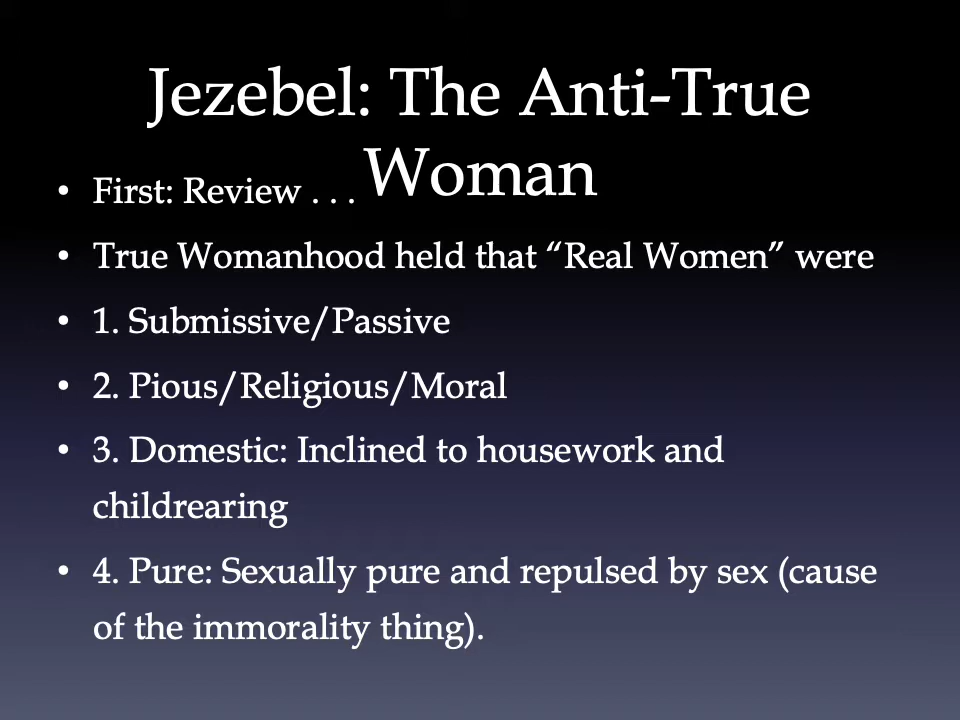 Jezebel: The Anti-True
Woman
• First: Review . . .
• True Womanhood held that “Real Women” were
• 1. Submissive/Passive
• 2. Pious/Religious/Moral
• 3. Domestic: Inclined to housework and
childrearing
• 4. Pure: Sexually pure and repulsed by sex (cause
of the immorality thing).